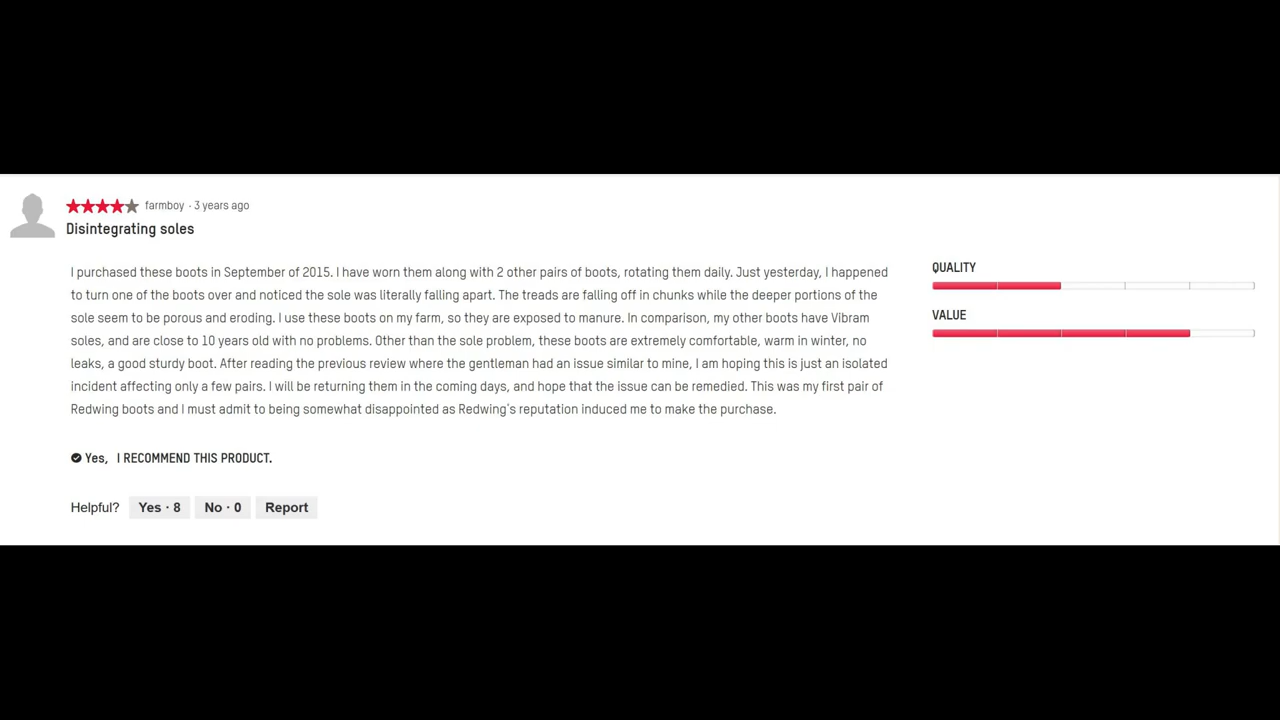 farmboy · 3 years ago
Disintegrating soles
I purchased these boots in September of 2015. I have worn them along with 2 other pairs of boots, rotating them daily. Just yesterday, I happened
to turn one of the boots over and noticed the sole was literally falling apart. The treads are falling off in chunks while the deeper portions of the
sole seem to be porous and eroding. I use these boots on my farm, so they are exposed to manure. In comparison, my other boots have Vibram
soles, and are close to 10 years old with no problems. Other than the sole problem, these boots are extremely comfortable, warm in winter, no
leaks, a good sturdy boot. After reading the previous review where the gentleman had an issue similar to mine, I am hoping this is just an isolated
incident affecting only a few pairs. I will be returning them in the coming days, and hope that the issue can be remedied. This was my first pair of
Redwing boots and I must admit to being somewhat disappointed as Redwing's reputation induced me to make the purchase.
QUALITY
VALUE
Yes, I RECOMMEND THIS PRODUCT.
Helpful? Yes · 8 No · 0 Report